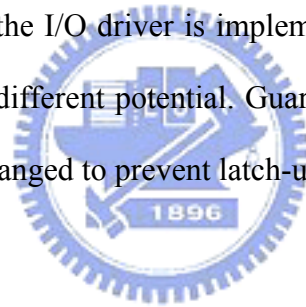 the I/O driver is implem
different potential. Guar
anged to prevent latch-u
1896